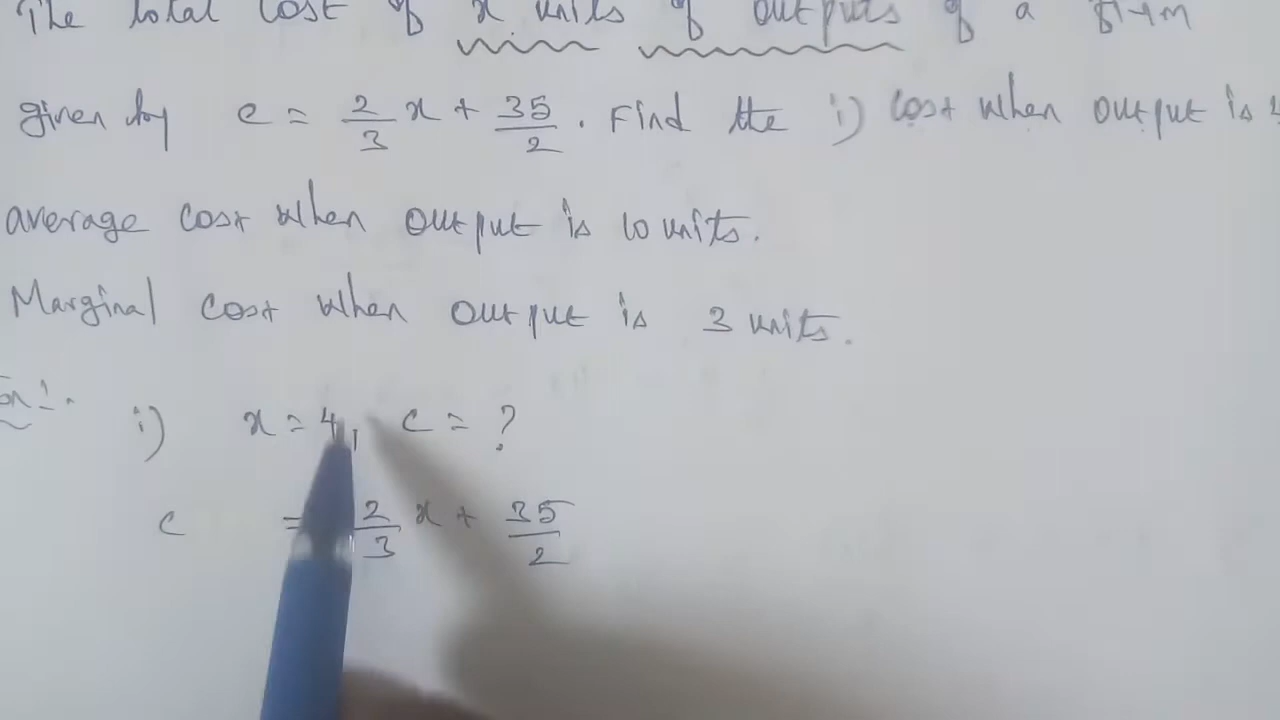 The total cost of x units of outputs of a firm
given by c = 2/3 x + 35/2 . Find the i) cost when output is 4
average cost when output is 10 units.
Marginal cost when output is 3 units.
i) x = 4, c = ?
c = 2/3 x + 35/2